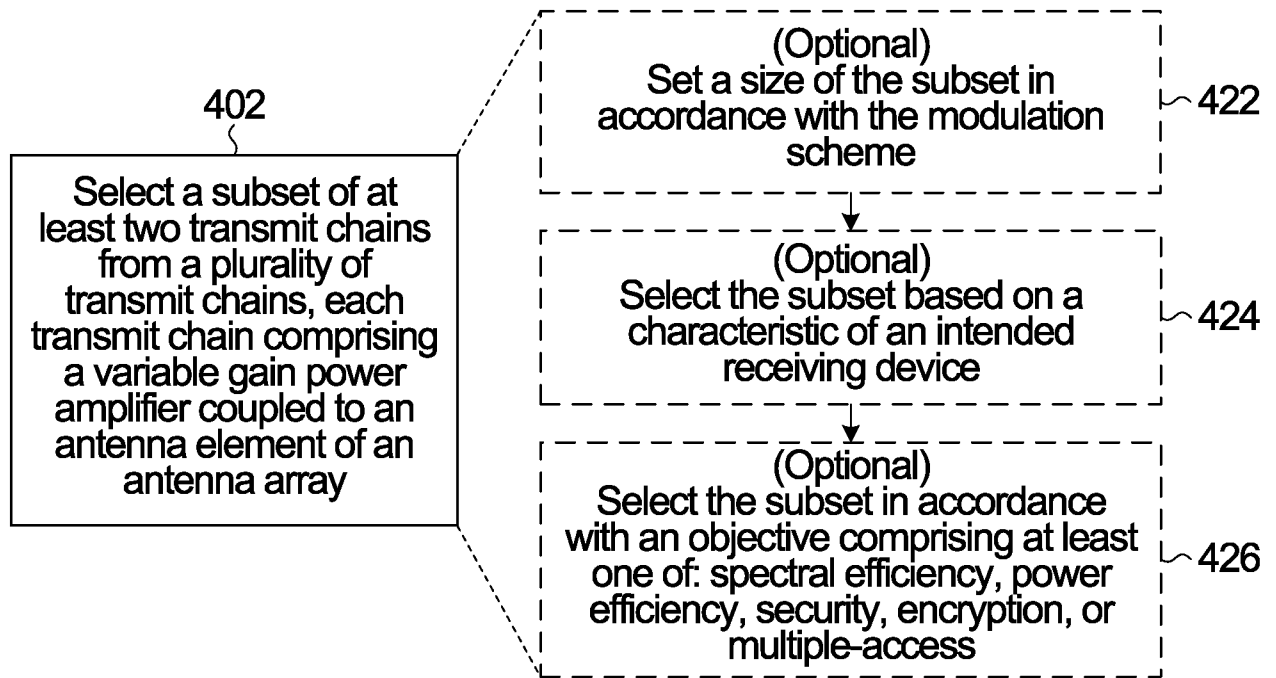 402
Select a subset of at
least two transmit chains
from a plurality of
transmit chains, each
transmit chain comprising
a variable gain power
amplifier coupled to an
antenna element of an
antenna array
(Optional)
Set a size of the subset in
accordance with the modulation
scheme
422
(Optional)
Select the subset based on a
characteristic of an intended
receiving device
424
(Optional)
Select the subset in accordance
with an objective comprising at least
one of: spectral efficiency, power
efficiency, security, encryption, or
multiple-access
426